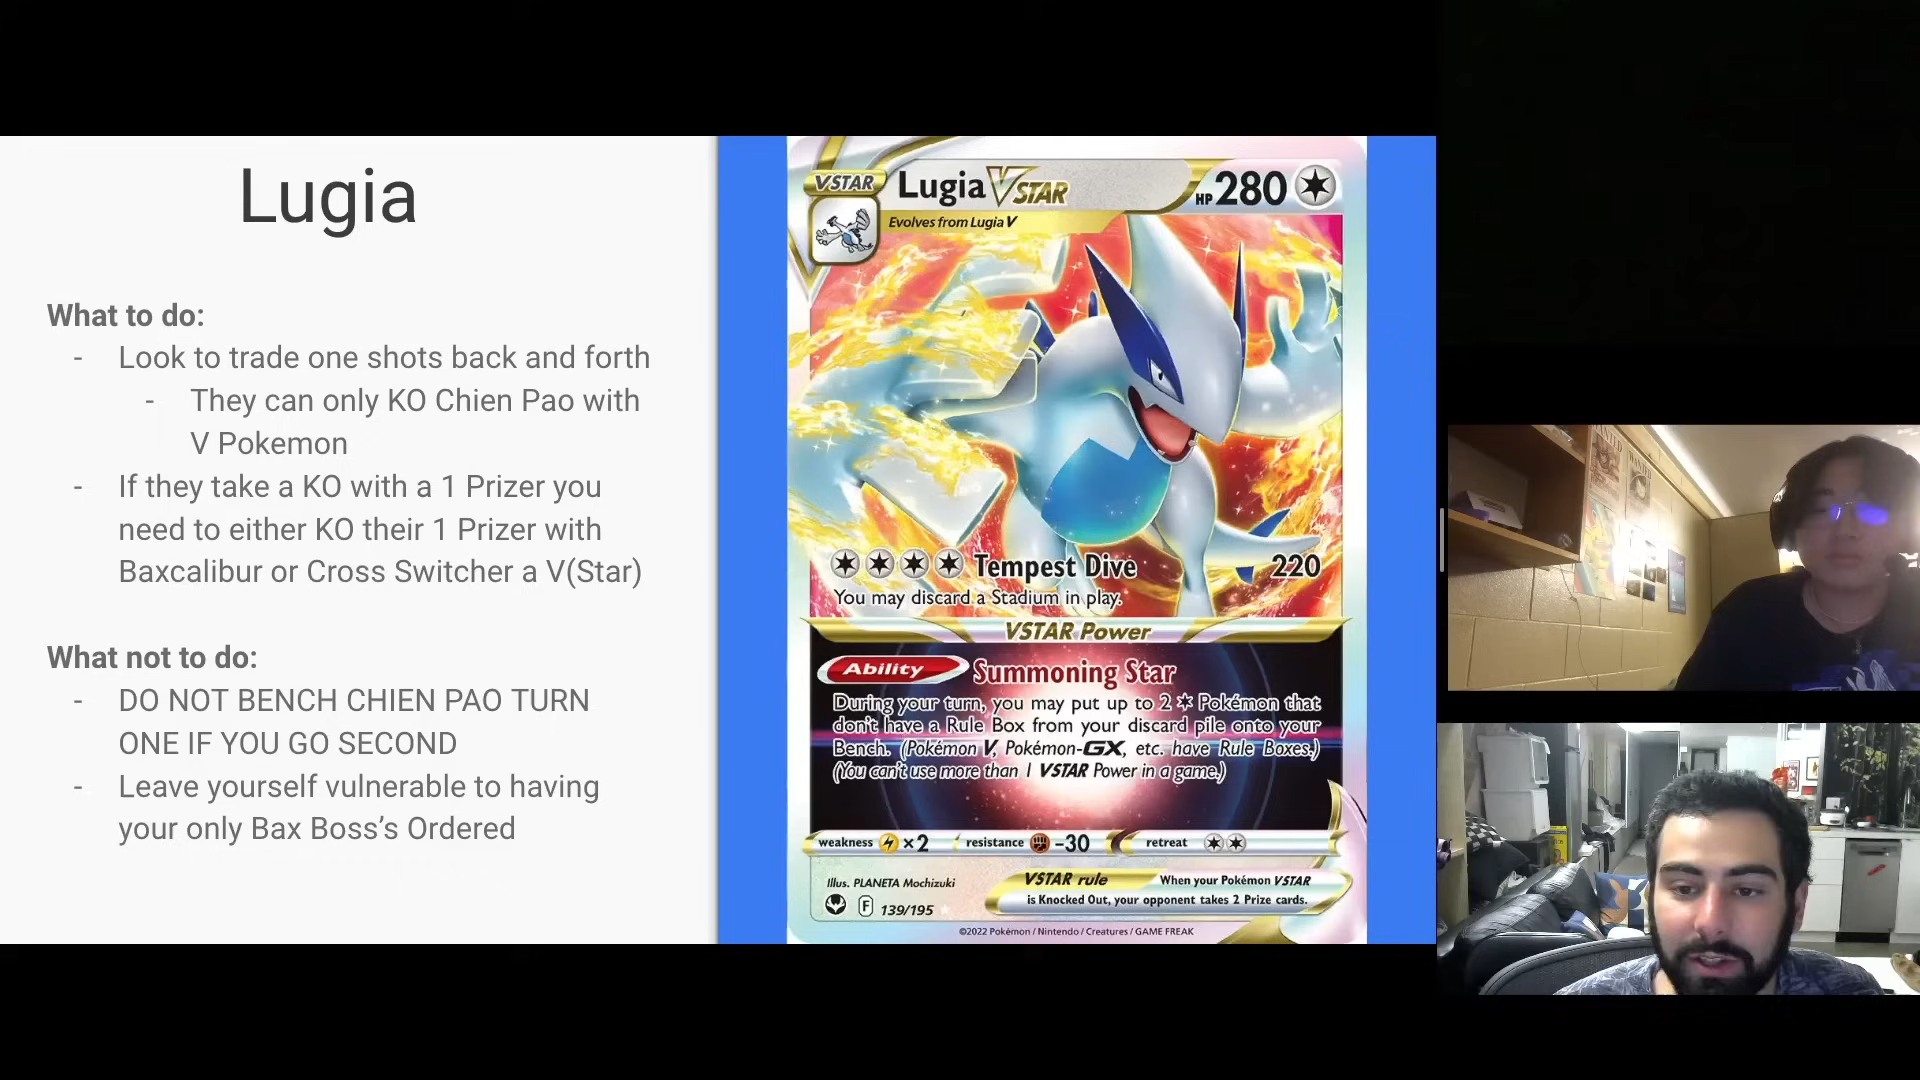 Lugia
What to do:
- Look to trade one shots back and forth
- They can only KO Chien Pao with
V Pokemon
- If they take a KO with a 1 Prizer you
need to either KO their 1 Prizer with
Baxcalibur or Cross Switcher a V(Star)
What not to do:
- DO NOT BENCH CHIEN PAO TURN
ONE IF YOU GO SECOND
- Leave yourself vulnerable to having
your only Bax Boss’s Ordered
VSTAR Lugia VSTAR HP 280
Evolves from Lugia V
Tempest Dive 220
You may discard a Stadium in play.
VSTAR Power
Ability Summoning Star
During your turn, you may put up to 2 Pokémon that
don't have a Rule Box from your discard pile onto your
Bench. (Pokémon V, Pokémon-GX, etc. have Rule Boxes.)
(You can't use more than 1 VSTAR Power in a game.)
weakness ×2 resistance -30 retreat
Illus. PLANETA Mochizuki
F 139/195
VSTAR rule When your Pokémon VSTAR
is Knocked Out, your opponent takes 2 Prize cards.
©2022 Pokémon / Nintendo / Creatures / GAME FREAK
WANTED